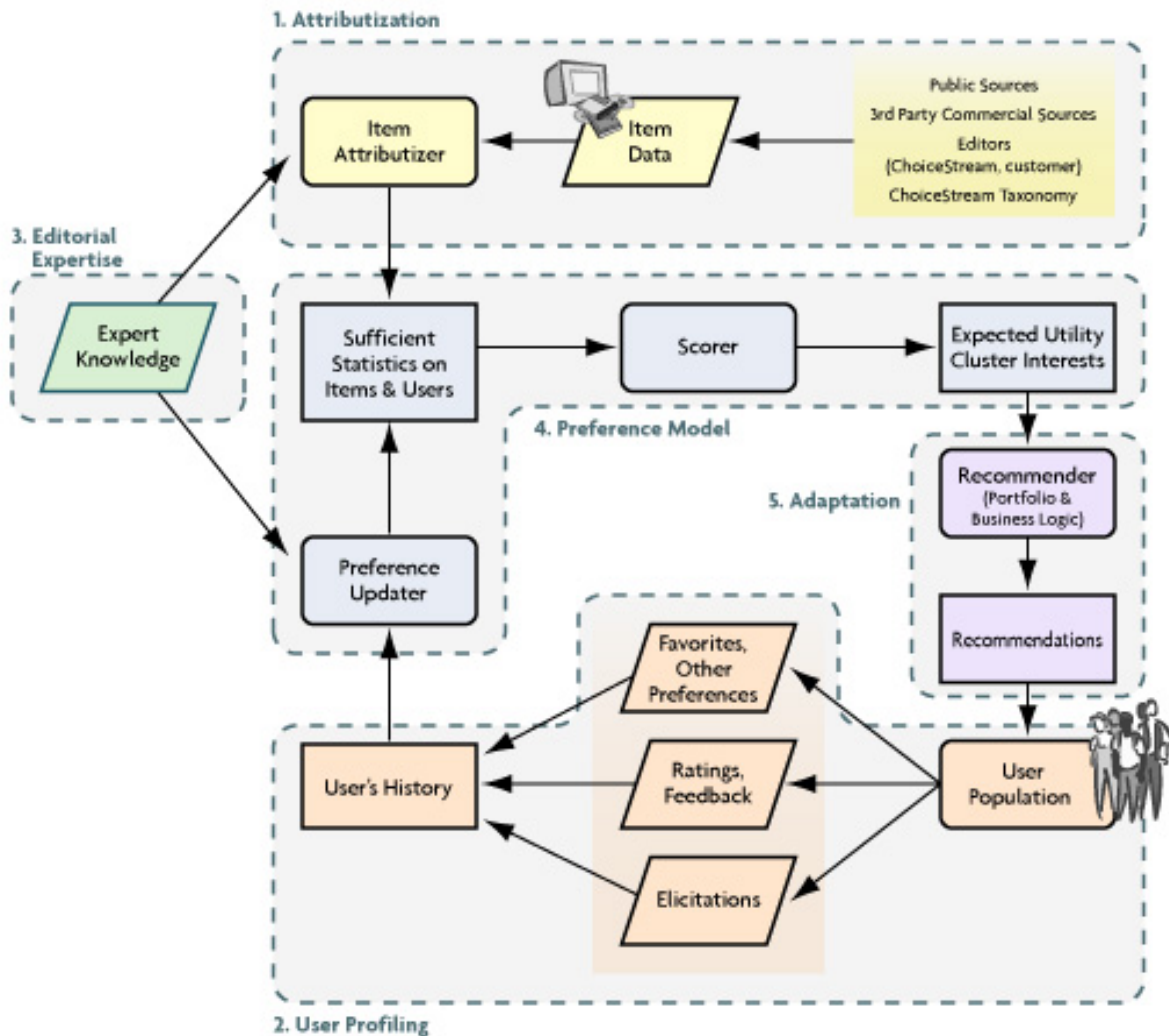 1. Attributization
Item
Attributizer
Item
Data
Public Sources
3rd Party Commercial Sources
Editors
(ChoiceStream, customer)
ChoiceStream Taxonomy
3. Editorial
Expertise
Expert
Knowledge
Sufficient
Statistics on
Items & Users
Scorer
Expected Utility
Cluster Interests
4. Preference Model
Preference
Updater
5. Adaptation
Recommender
(Portfolio &
Business Logic)
Recommendations
Favorites,
Other
Preferences
User's History
Ratings,
Feedback
User
Population
Elicitations
2. User Profiling